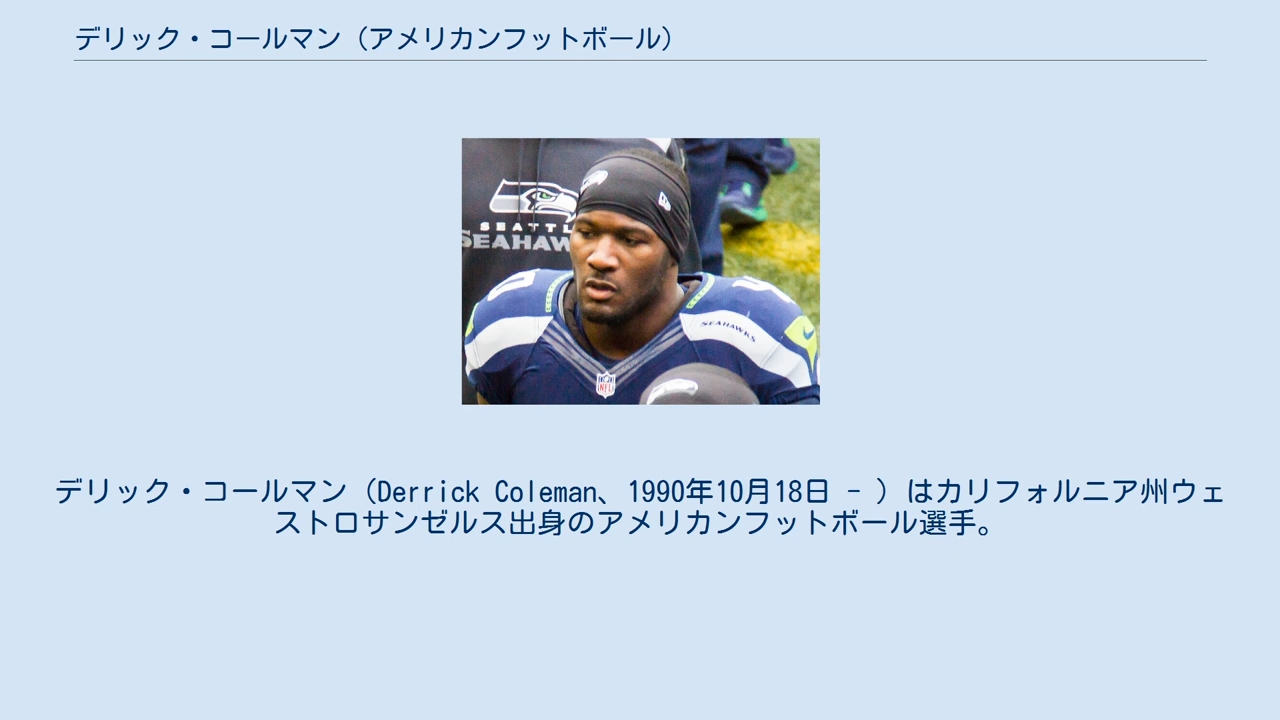 デリック・コールマン（アメリカンフットボール）
SEATTL
SEAHAW
SEAHAWKS
NFL
デリック・コールマン（Derrick Coleman、1990年10月18日 - ）はカリフォルニア州ウェ
ストロサンゼルス出身のアメリカンフットボール選手。